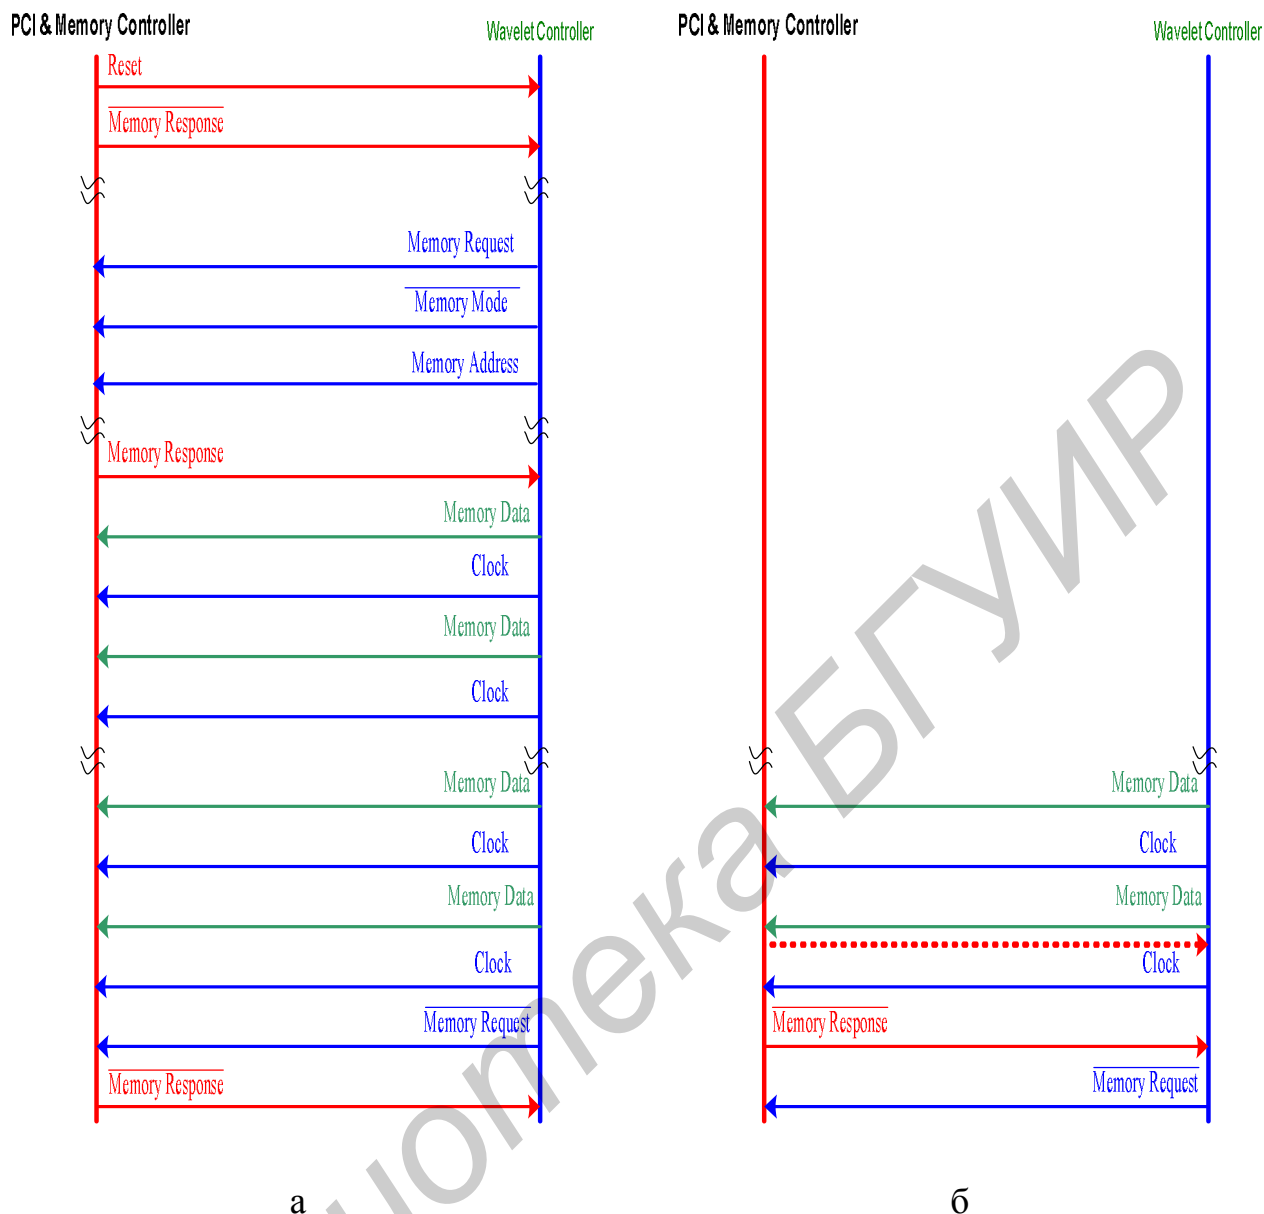 PCI & Memory Controller
Wavelet Controller
Reset
Memory Response
Memory Request
Memory Mode
Memory Address
Memory Response
Memory Data
Clock
Memory Data
Clock
Memory Data
Clock
Memory Data
Clock
Memory Request
Memory Response
а
PCI & Memory Controller
Wavelet Controller
Memory Data
Clock
Memory Data
Clock
Memory Response
Memory Request
б
отека БГУИР